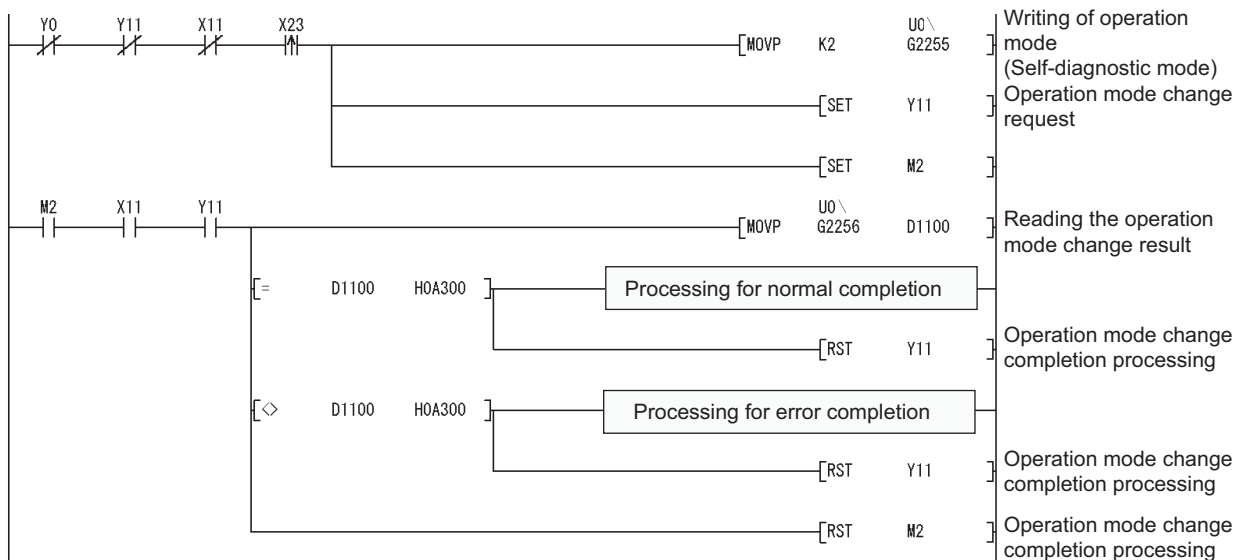 Y0 Y11 X11 X23
MOVP K2 U0\
G2255
Writing of operation
mode
(Self-diagnostic mode)
SET Y11
Operation mode change
request
SET M2
M2 X11 Y11
MOVP U0\
G2256 D1100
Reading the operation
mode change result
= D1100 H0A300
Processing for normal completion
RST Y11
Operation mode change
completion processing
<> D1100 H0A300
Processing for error completion
RST Y11
Operation mode change
completion processing
RST M2
Operation mode change
completion processing